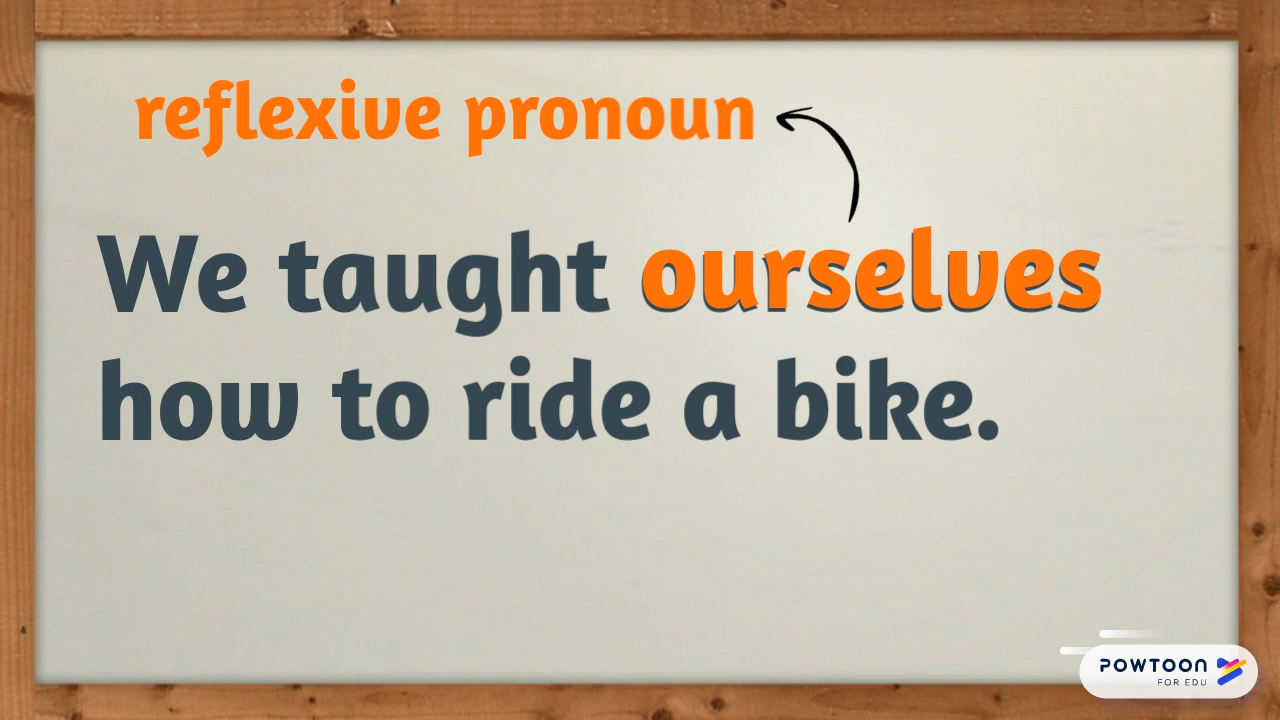 reflexive pronoun
We taught ourselves
how to ride a bike.
POWTOON
FOR EDU